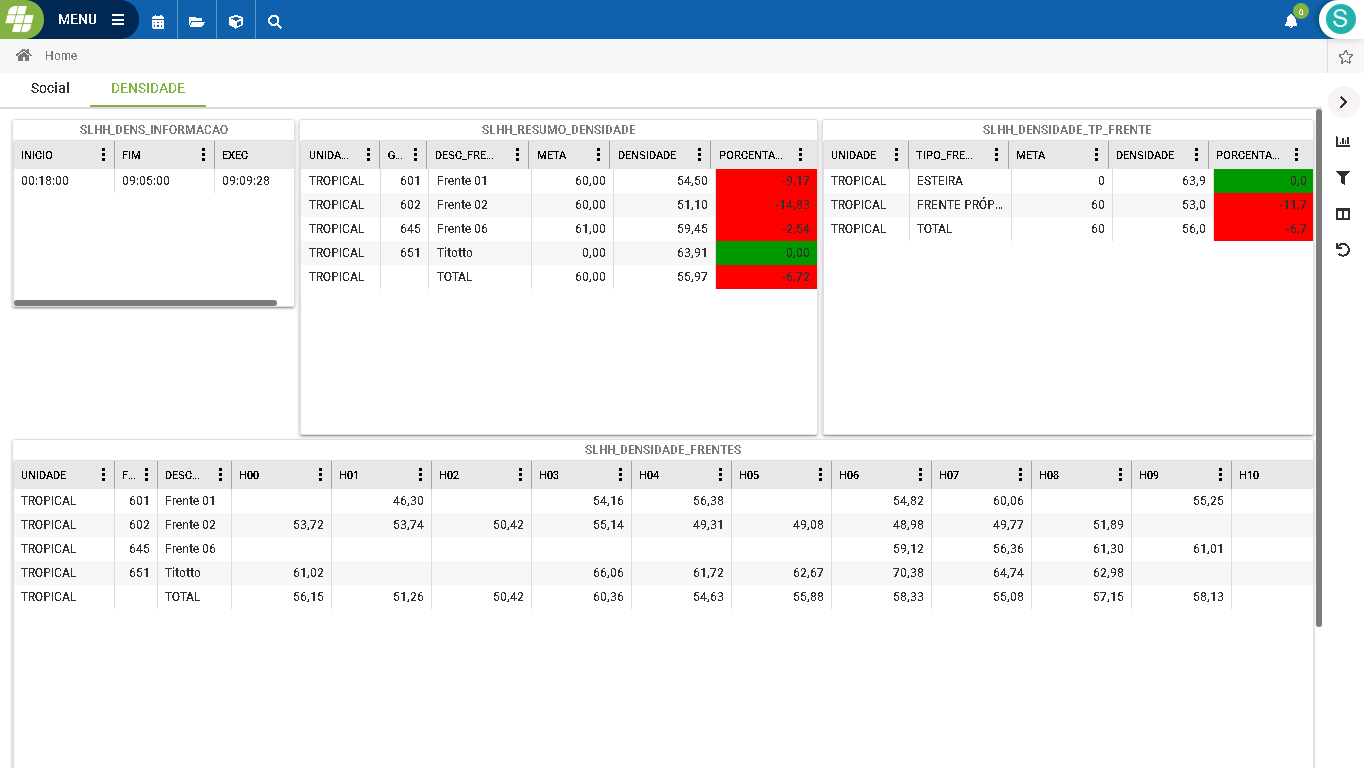 MENU
0
S
Home
Social DENSIDADE
SLHH_DENS_INFORMACAO
INICIO FIM EXEC
00:18:00 09:05:00 09:09:28
SLHH_RESUMO_DENSIDADE
UNIDA... G... DESC_FRE... META DENSIDADE PORCENTA...
TROPICAL 601 Frente 01 60,00 54,50 -9,17
TROPICAL 602 Frente 02 60,00 51,10 -14,83
TROPICAL 645 Frente 06 61,00 59,45 -2,54
TROPICAL 651 Titotto 0,00 63,91 0,00
TROPICAL TOTAL 60,00 55,97 -6,72
SLHH_DENSIDADE_TP_FRENTE
UNIDADE TIPO_FRE... META DENSIDADE PORCENTA...
TROPICAL ESTEIRA 0 63,9 0,0
TROPICAL FRENTE PRÓP... 60 53,0 -11,7
TROPICAL TOTAL 60 56,0 -6,7
SLHH_DENSIDADE_FRENTES
UNIDADE F... DESC... H00 H01 H02 H03 H04 H05 H06 H07 H08 H09 H10
TROPICAL 601 Frente 01 46,30 54,16 56,38 54,82 60,06 55,25
TROPICAL 602 Frente 02 53,72 53,74 50,42 55,14 49,31 49,08 48,98 49,77 51,89
TROPICAL 645 Frente 06 59,12 56,36 61,30 61,01
TROPICAL 651 Titotto 61,02 66,06 61,72 62,67 70,38 64,74 62,98
TROPICAL TOTAL 56,15 51,26 50,42 60,36 54,63 55,88 58,33 55,08 57,15 58,13